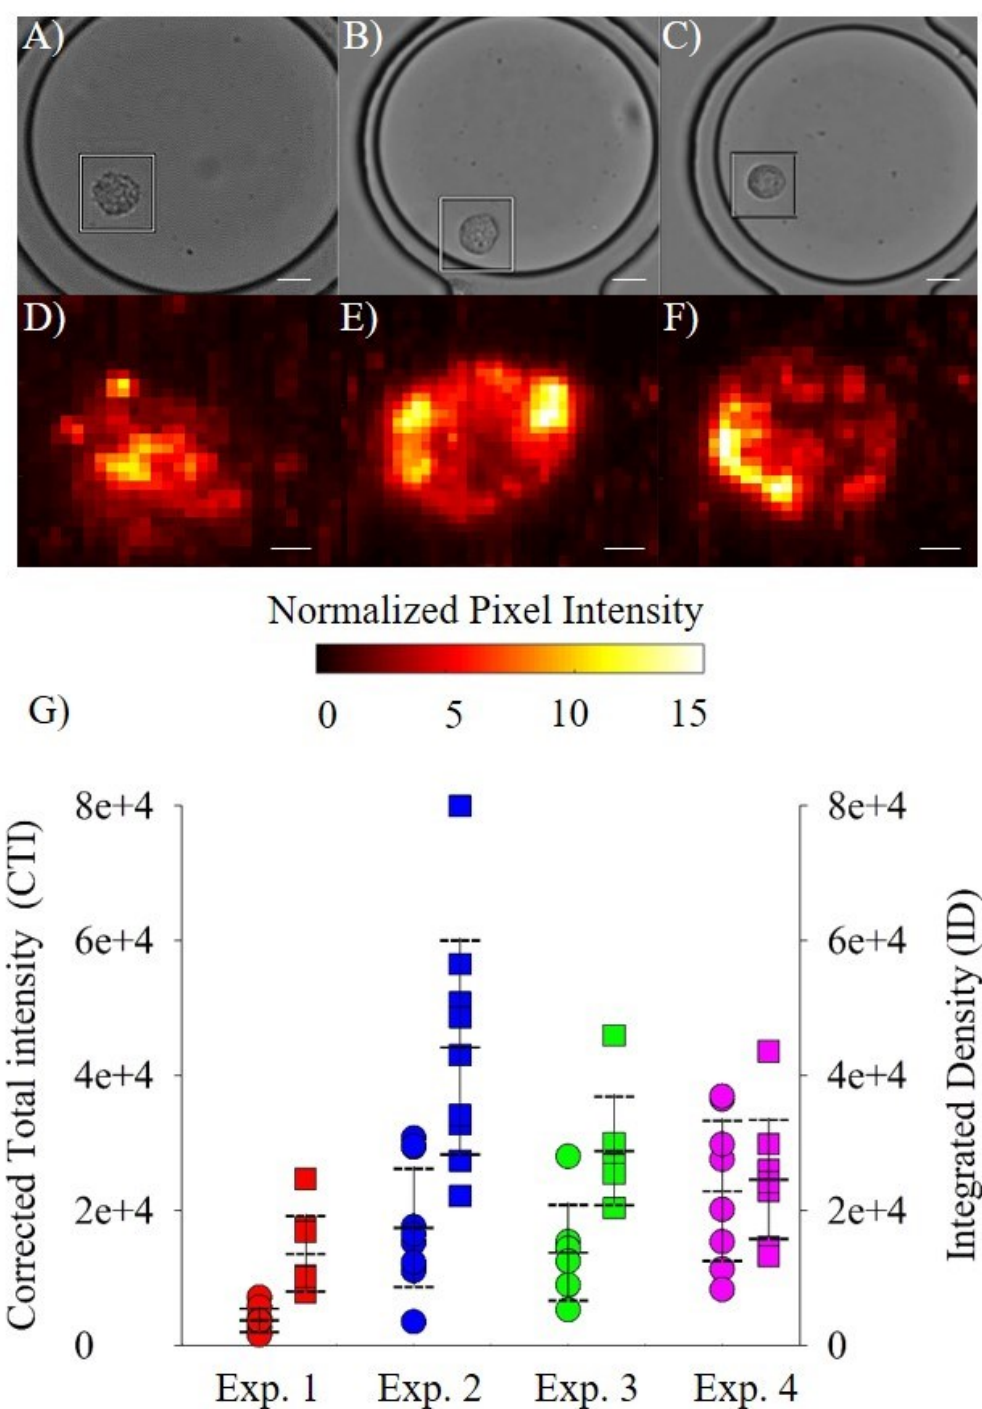 A) B) C)
D) E) F)
Normalized Pixel Intensity
0 5 10 15
G)
Corrected Total intensity (CTI)
8e+4 8e+4
6e+4 6e+4
4e+4 4e+4
2e+4 2e+4
0 0
Integrated Density (ID)
Exp. 1 Exp. 2 Exp. 3 Exp. 4